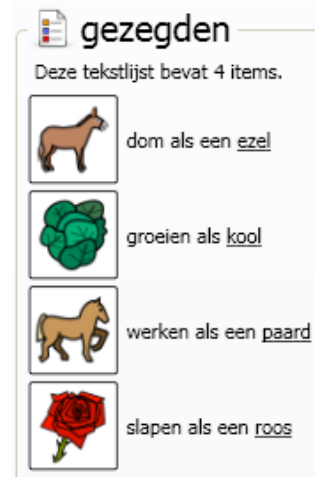 gezegden
Deze tekstlijst bevat 4 items.
dom als een ezel
groeien als kool
werken als een paard
slapen als een roos